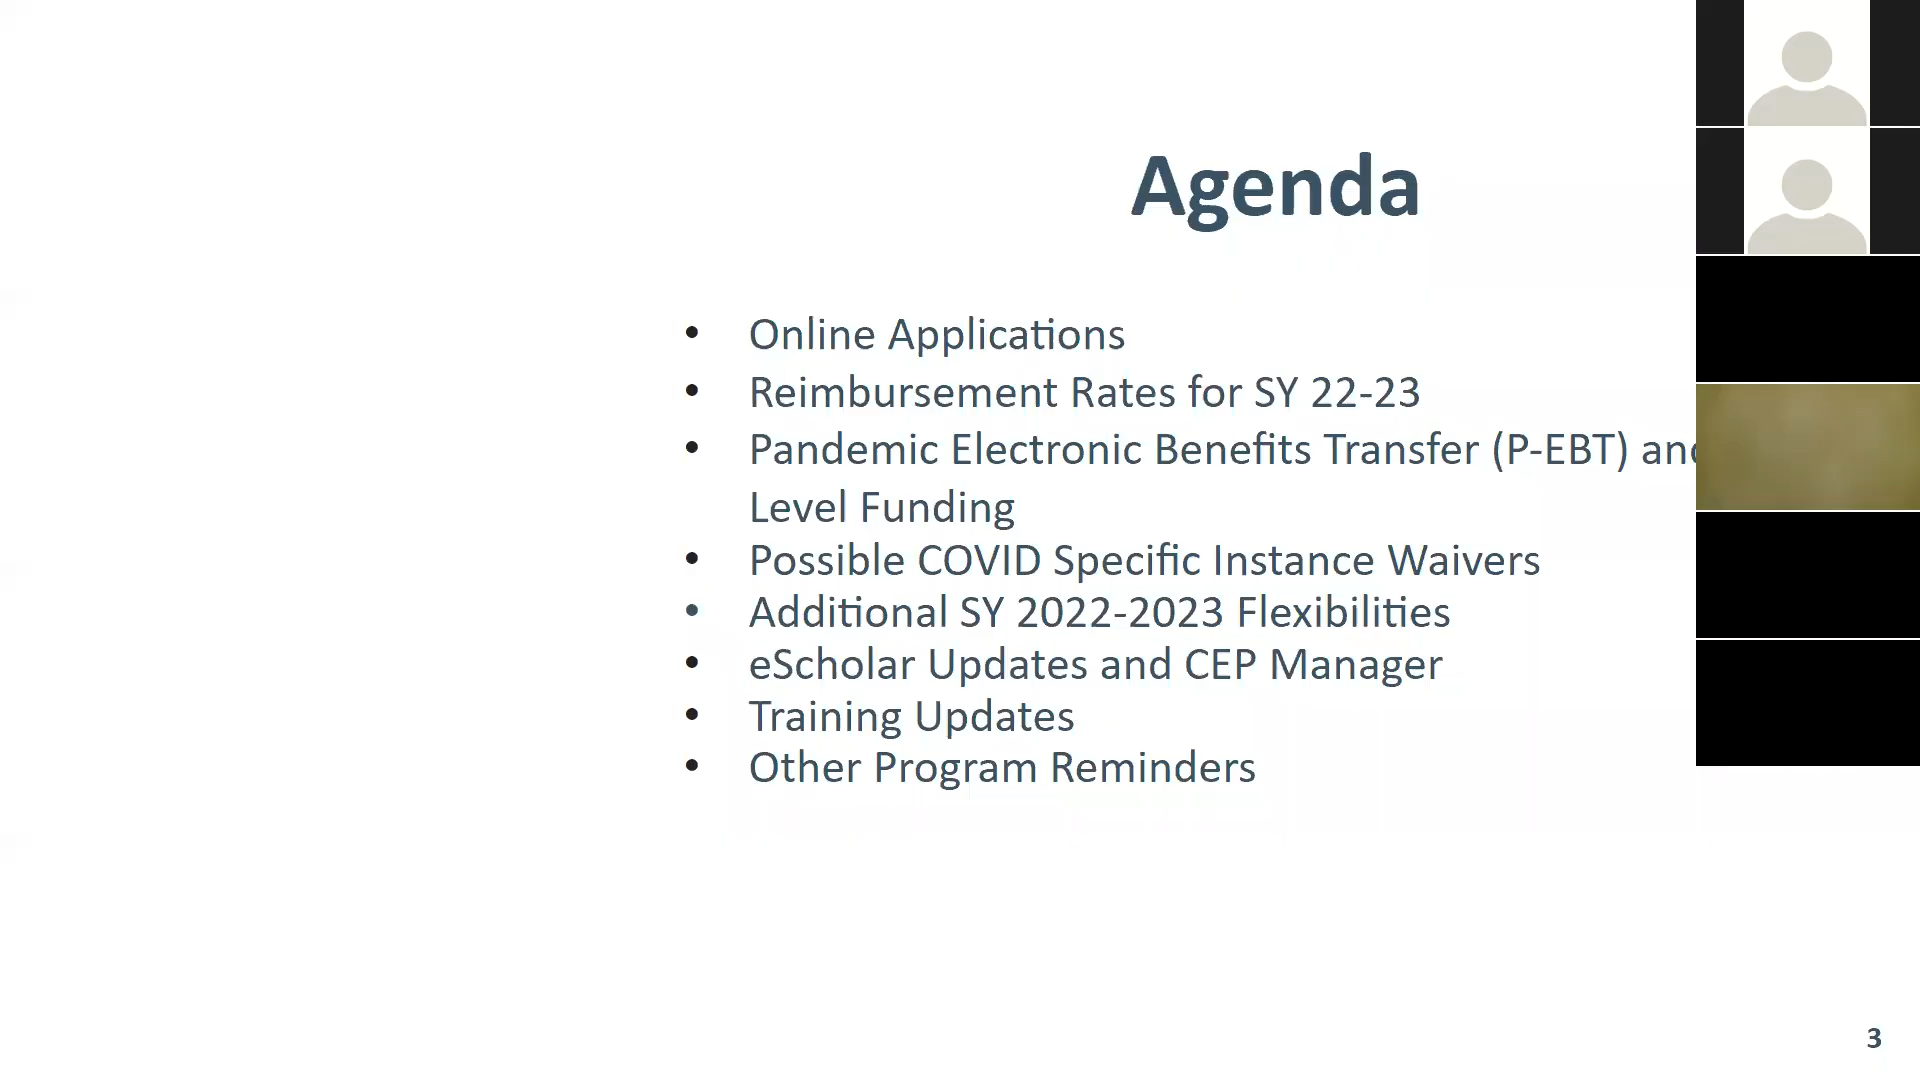 Agenda
• Online Applications
• Reimbursement Rates for SY 22-23
• Pandemic Electronic Benefits Transfer (P-EBT) and
Level Funding
• Possible COVID Specific Instance Waivers
• Additional SY 2022-2023 Flexibilities
• eScholar Updates and CEP Manager
• Training Updates
• Other Program Reminders
3